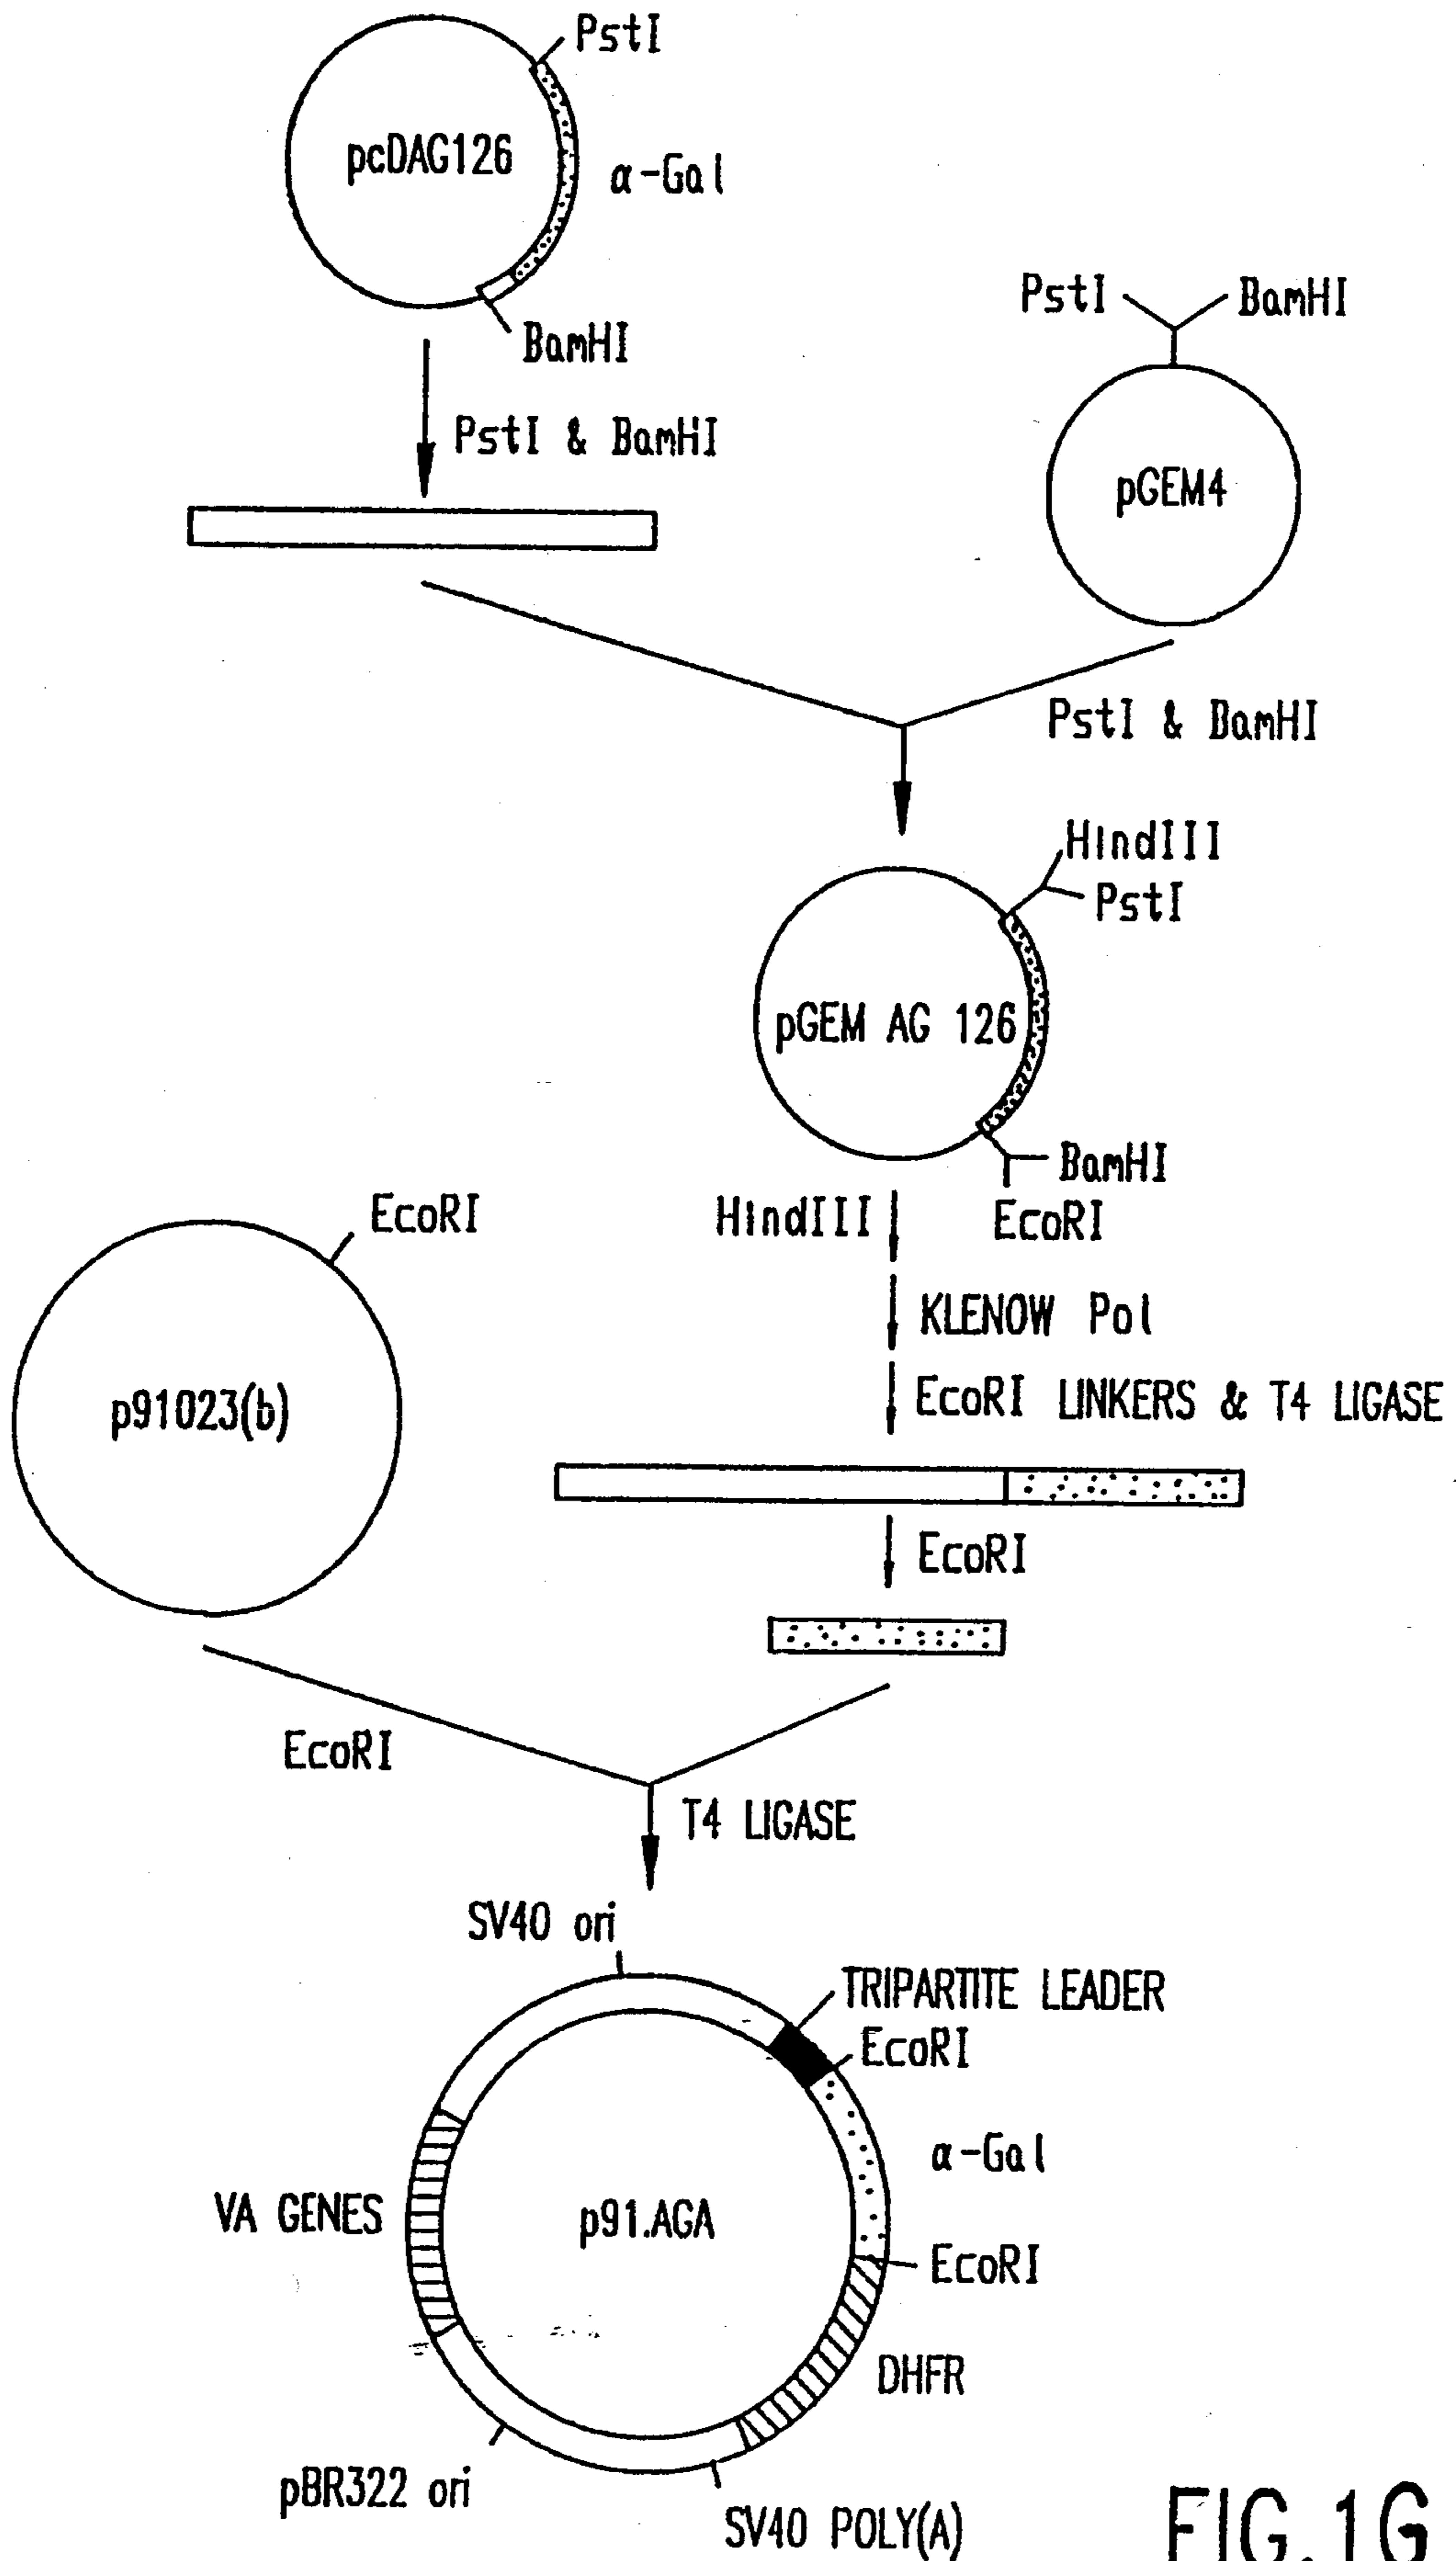 PstI
pcDAG126
α-Gal
BamHI
PstI & BamHI
PstI BamHI
pGEM4
PstI & BamHI
HindIII
PstI
pGEM AG 126
BamHI
EcoRI
HindIII
KLENOW Pol
EcoRI LINKERS & T4 LIGASE
EcoRI
p91023(b)
EcoRI
EcoRI
T4 LIGASE
SV40 ori
TRIPARTITE LEADER
EcoRI
α-Gal
VA GENES
p91.AGA
EcoRI
DHFR
pBR322 ori
SV40 POLY(A)
FIG.1G